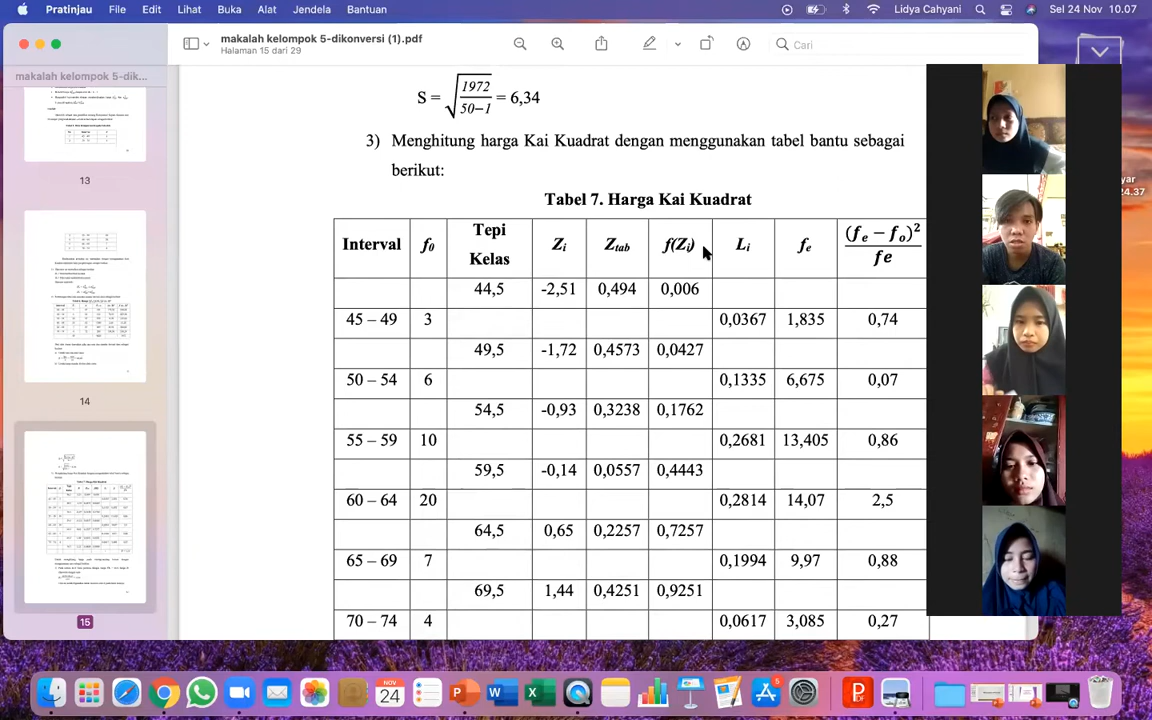 Pratinjau File Edit Lihat Buka Alat Jendela Bantuan Lidya Cahyani Sel 24 Nov 10.07
makalah kelompok 5-dikonversi (1).pdf
Halaman 15 dari 29
Cari
makalah kelompok 5-dik...
13
14
15
S = √(1972/50−1) = 6,34
3) Menghitung harga Kai Kuadrat dengan menggunakan tabel bantu sebagai
berikut:
Tabel 7. Harga Kai Kuadrat
Interval f₀ Tepi Kelas Zᵢ Z_tab f(Zᵢ) Lᵢ fₑ (fₑ − fₒ)²/fe
44,5 -2,51 0,494 0,006
45 – 49 3 0,0367 1,835 0,74
49,5 -1,72 0,4573 0,0427
50 – 54 6 0,1335 6,675 0,07
54,5 -0,93 0,3238 0,1762
55 – 59 10 0,2681 13,405 0,86
59,5 -0,14 0,0557 0,4443
60 – 64 20 0,2814 14,07 2,5
64,5 0,65 0,2257 0,7257
65 – 69 7 0,1994 9,97 0,88
69,5 1,44 0,4251 0,9251
70 – 74 4 0,0617 3,085 0,27
yar
24.37
NOV
24
5